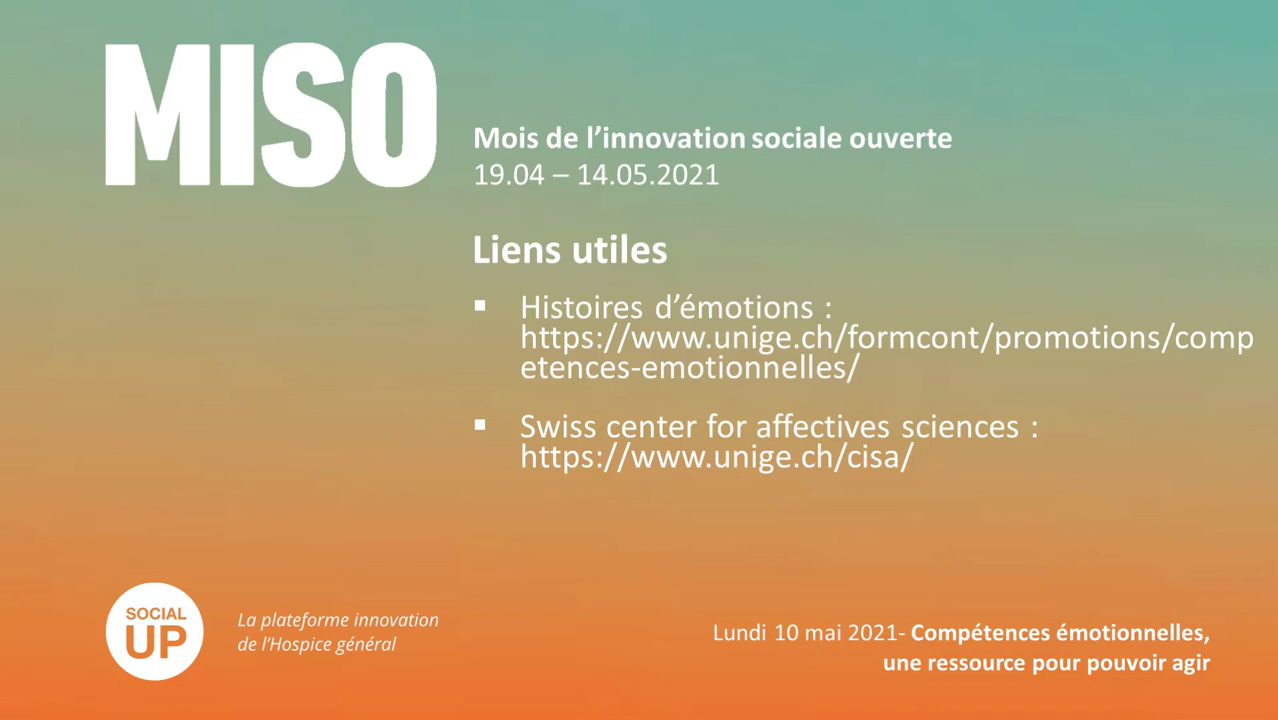 MISO
Mois de l’innovation sociale ouverte
19.04 – 14.05.2021
Liens utiles
▪ Histoires d’émotions :
https://www.unige.ch/formcont/promotions/comp
etences-emotionnelles/
▪ Swiss center for affectives sciences :
https://www.unige.ch/cisa/
SOCIAL
UP
La plateforme innovation
de l’Hospice général
Lundi 10 mai 2021- Compétences émotionnelles,
une ressource pour pouvoir agir